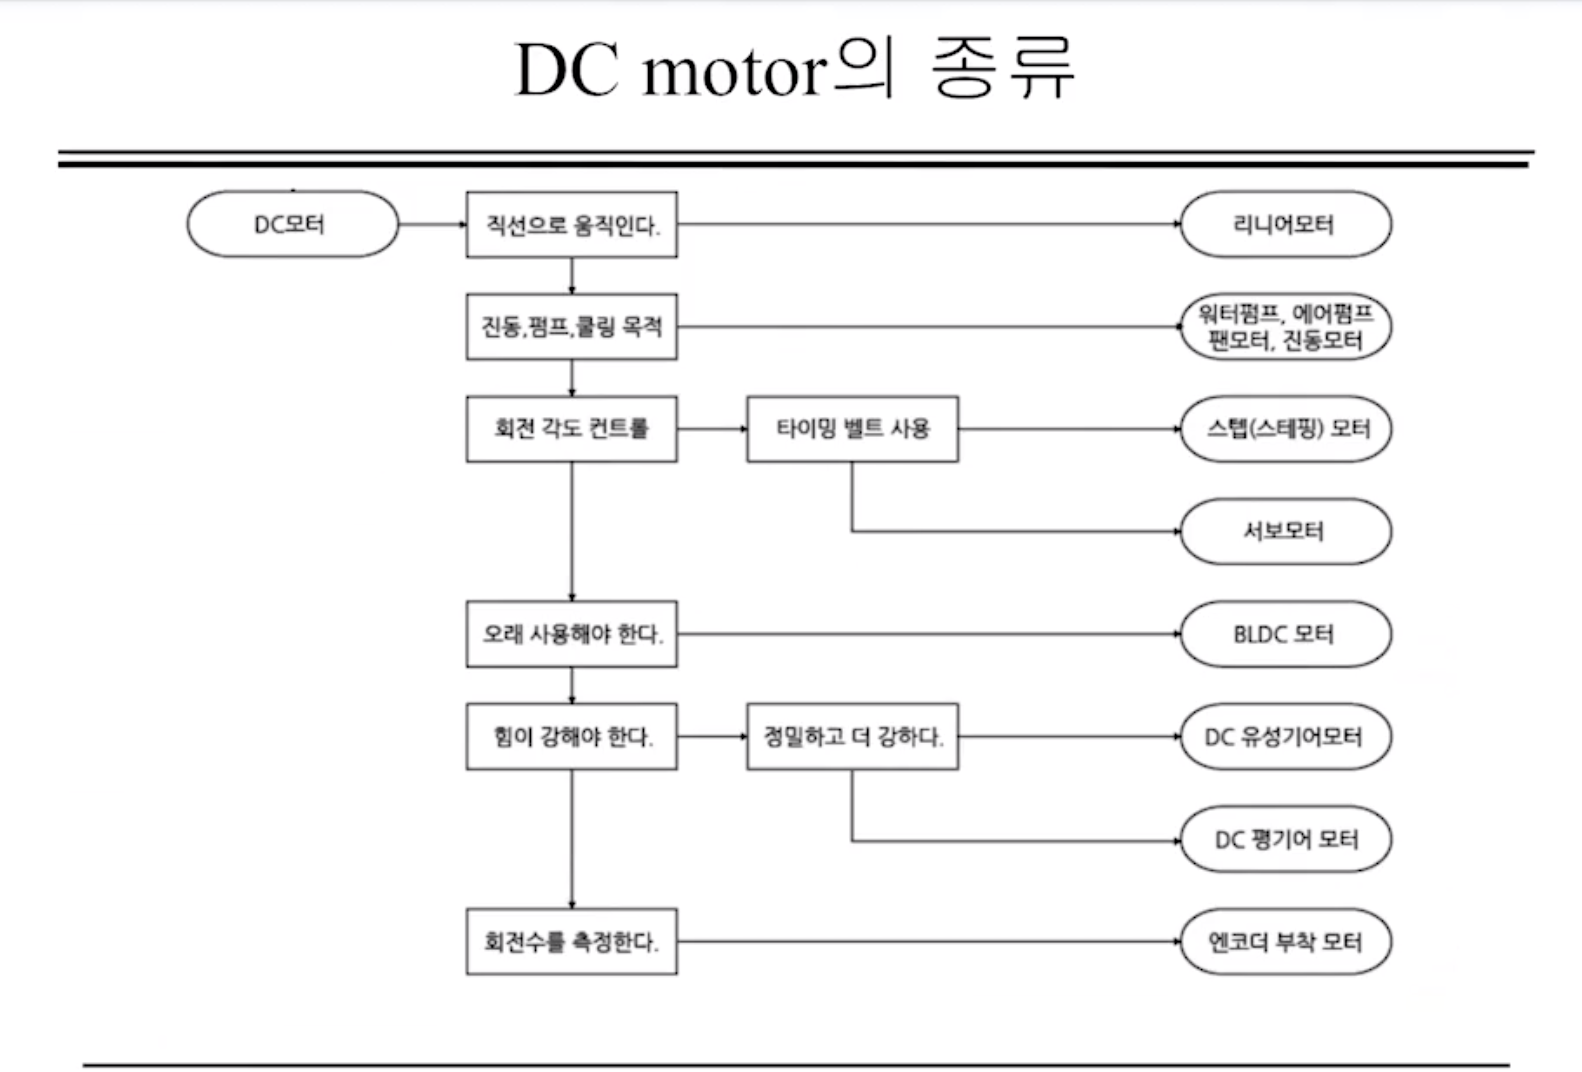 DC motor의 종류
DC모터
직선으로 움직인다.
리니어모터
진동,펌프,쿨링 목적
워터펌프, 에어펌프
팬모터, 진동모터
회전 각도 컨트롤
타이밍 벨트 사용
스텝(스테핑) 모터
서보모터
오래 사용해야 한다.
BLDC 모터
힘이 강해야 한다.
정밀하고 더 강하다.
DC 유성기어모터
DC 평기어 모터
회전수를 측정한다.
엔코더 부착 모터